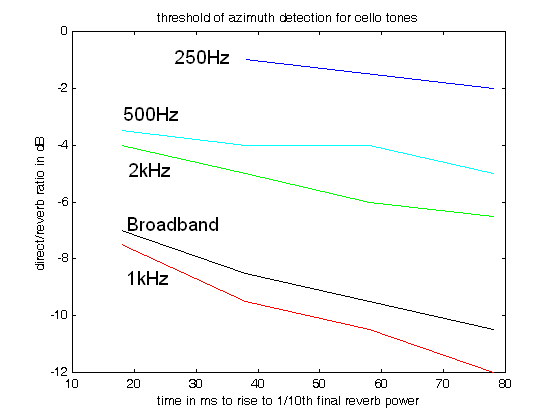 threshold of azimuth detection for cello tones
0
-2
-4
-6
-8
-10
-12
direct/reverb ratio in dB
250Hz
500Hz
2kHz
Broadband
1kHz
10
20
30
40
50
60
70
80
time in ms to rise to 1/10th final reverb power